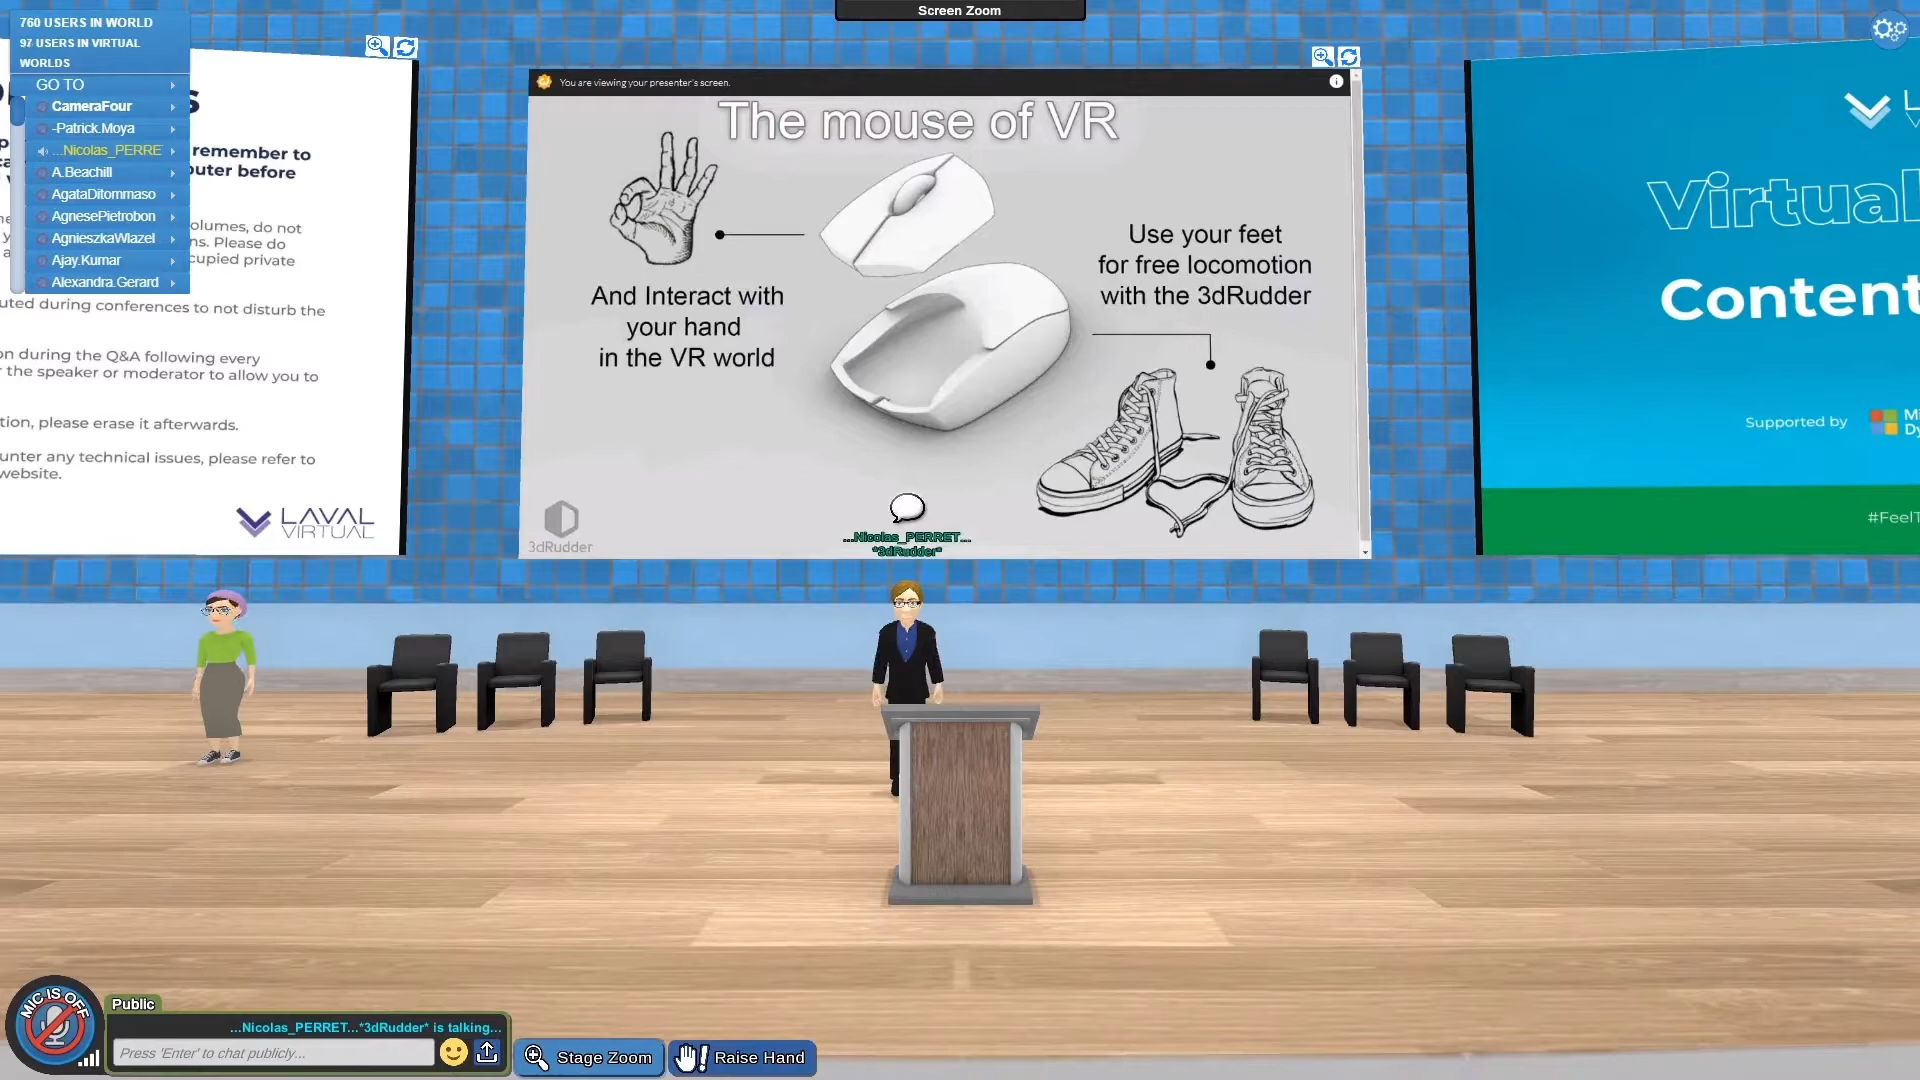 Screen Zoom
760 USERS IN WORLD
97 USERS IN VIRTUAL
WORLDS
GO TO
CameraFour
-Patrick.Moya
...Nicolas_PERRE
A.Beachill
AgataDitommaso
AgnesePietrobon
AgnieszkaWlazel
Ajay.Kumar
Alexandra.Gerard
remember to
uter before
olumes, do not
ns. Please do
cupied private
uted during conferences to not disturb the
on during the Q&A following every
the speaker or moderator to allow you to
tion, please erase it afterwards.
unter any technical issues, please refer to
website.
LAVAL
VIRTUAL
You are viewing your presenter's screen.
The mouse of VR
And Interact with
your hand
in the VR world
Use your feet
for free locomotion
with the 3dRudder
3dRudder
...Nicolas_PERRET...
*3dRudder*
Virtual
Content
Supported by
#FeelT
MIC IS OFF
Public
...Nicolas_PERRET...*3dRudder* is talking...
Press 'Enter' to chat publicly...
Stage Zoom
Raise Hand